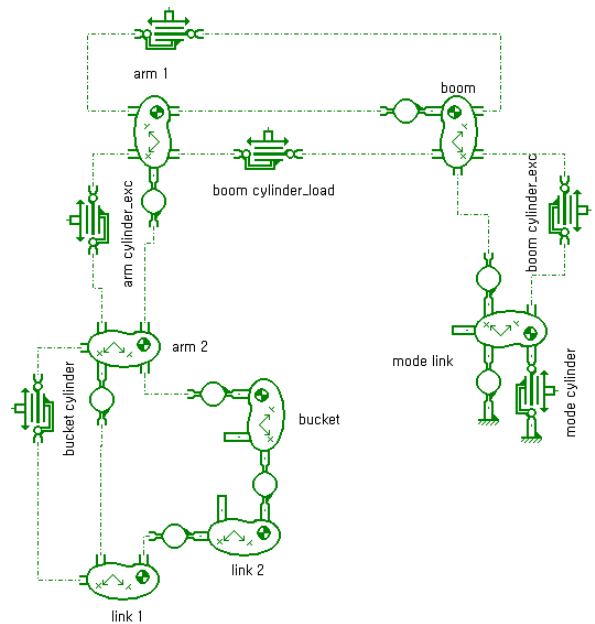 arm 1
boom
boom cylinder_load
arm cylinder_exc
boom cylinder_exc
arm 2
mode link
bucket cylinder
mode cylinder
bucket
link 2
link 1